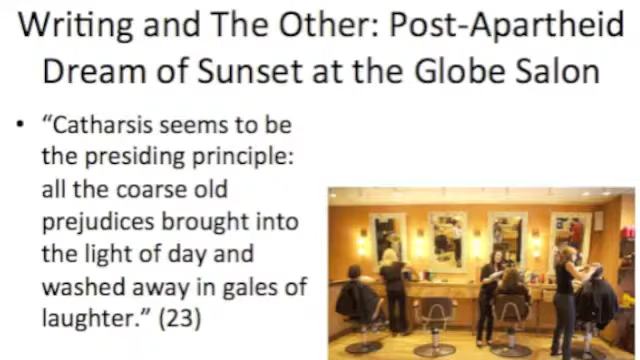 Writing and The Other: Post-Apartheid
Dream of Sunset at the Globe Salon
• “Catharsis seems to be
the presiding principle:
all the coarse old
prejudices brought into
the light of day and
washed away in gales of
laughter.” (23)